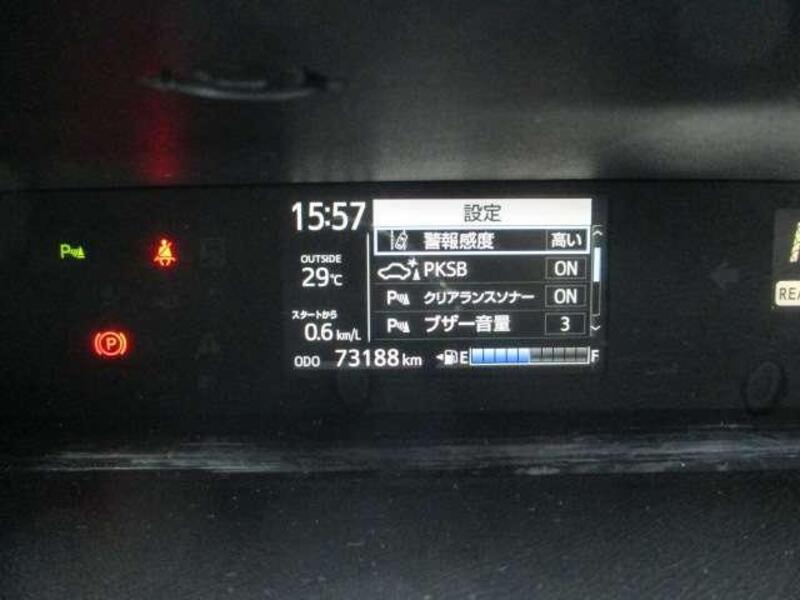 15:57
設定
警報感度 高い
OUTSIDE
29℃
PKSB ON
P クリアランスソナー ON
スタートから
0.6 km/L
P ブザー音量 3
ODO 73188 km E F
P
P
REA